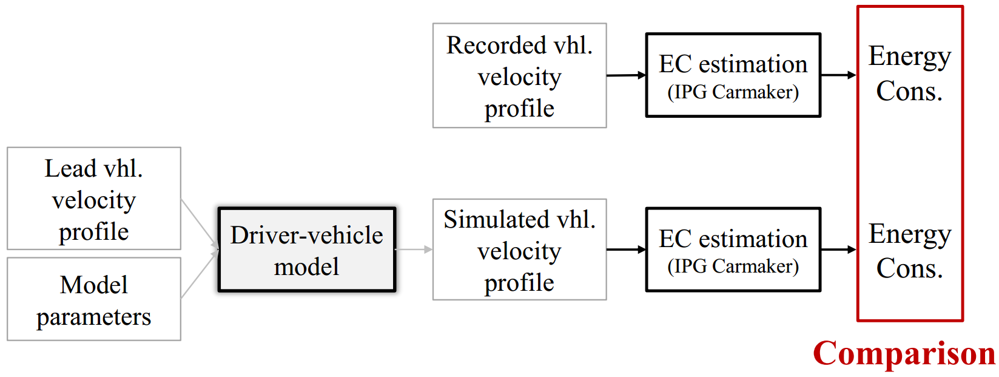 Recorded vhl.
velocity
profile
EC estimation
(IPG Carmaker)
Energy
Cons.
Lead vhl.
velocity
profile
Model
parameters
Driver-vehicle
model
Simulated vhl.
velocity
profile
EC estimation
(IPG Carmaker)
Energy
Cons.
Comparison